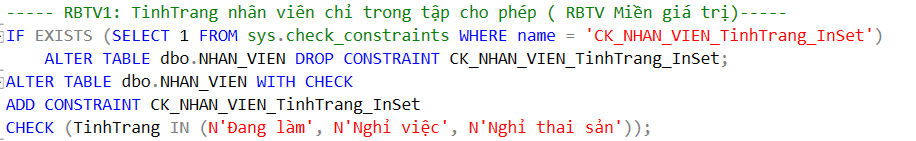 ----- RBTV1: TinhTrang nhân viên chỉ trong tập cho phép ( RBTV Miền giá trị)-----
IF EXISTS (SELECT 1 FROM sys.check_constraints WHERE name = 'CK_NHAN_VIEN_TinhTrang_InSet')
ALTER TABLE dbo.NHAN_VIEN DROP CONSTRAINT CK_NHAN_VIEN_TinhTrang_InSet;
ALTER TABLE dbo.NHAN_VIEN WITH CHECK
ADD CONSTRAINT CK_NHAN_VIEN_TinhTrang_InSet
CHECK (TinhTrang IN (N'Đang làm', N'Nghỉ việc', N'Nghỉ thai sản'));